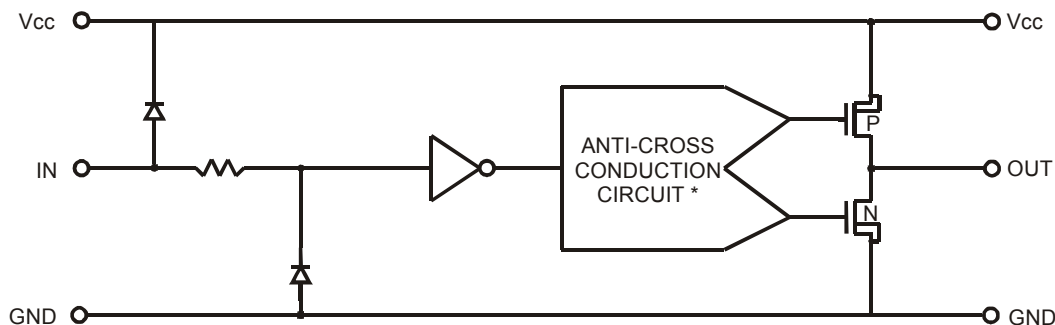 Vcc
Vcc
P
ANTI-CROSS
CONDUCTION
CIRCUIT *
IN
OUT
N
GND
GND